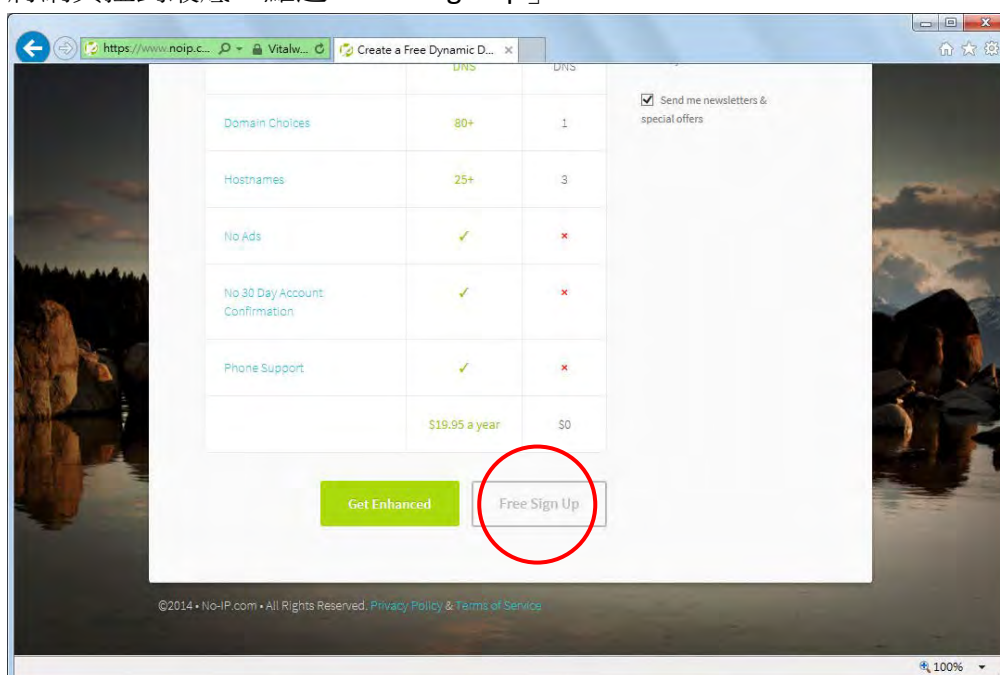 https://www.noip.c... Vitalw... Create a Free Dynamic D...
DNS DNS
Send me newsletters &
special offers
Domain Choices 80+ 1
Hostnames 25+ 3
No Ads ✓ ×
No 30 Day Account
Confirmation ✓ ×
Phone Support ✓ ×
$19.95 a year $0
Get Enhanced Free Sign Up
©2014 • No-IP.com • All Rights Reserved. Privacy Policy & Terms of Service
100%